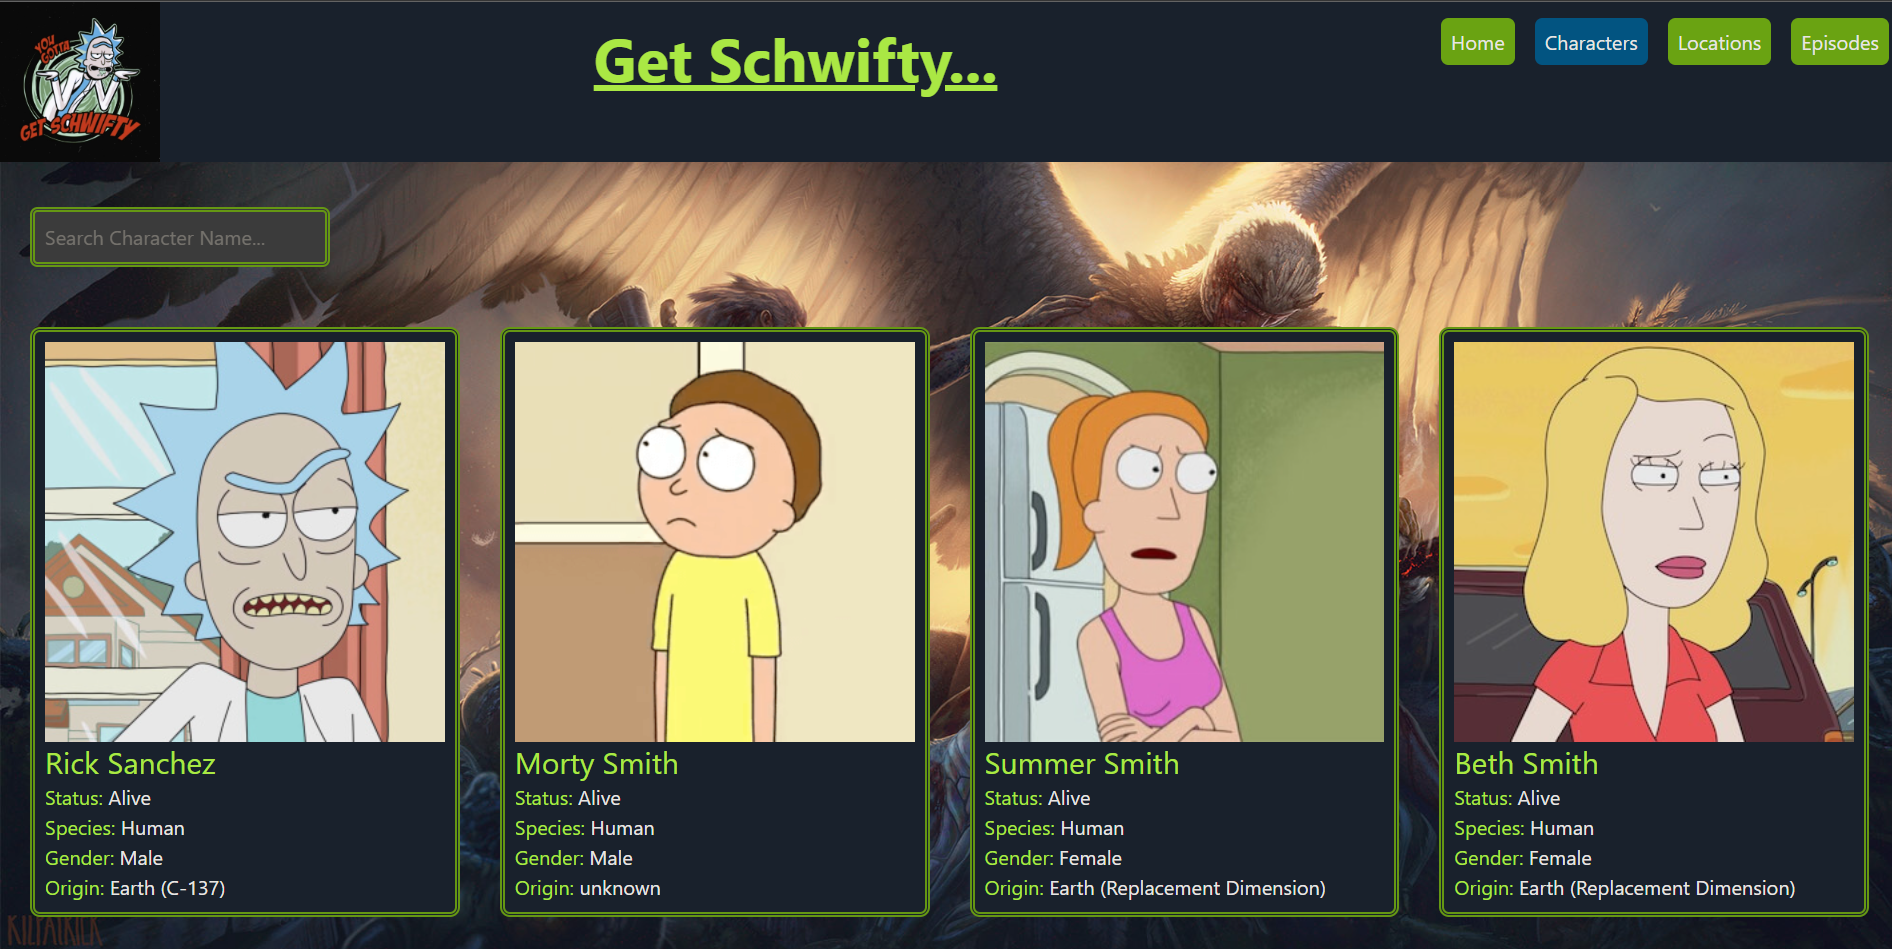 YOU
GOTTA
GET SCHWIFTY
Get Schwifty...
Home
Characters
Locations
Episodes
Search Character Name...
Rick Sanchez
Status: Alive
Species: Human
Gender: Male
Origin: Earth (C-137)
Morty Smith
Status: Alive
Species: Human
Gender: Male
Origin: unknown
Summer Smith
Status: Alive
Species: Human
Gender: Female
Origin: Earth (Replacement Dimension)
Beth Smith
Status: Alive
Species: Human
Gender: Female
Origin: Earth (Replacement Dimension)
KILPATRICK